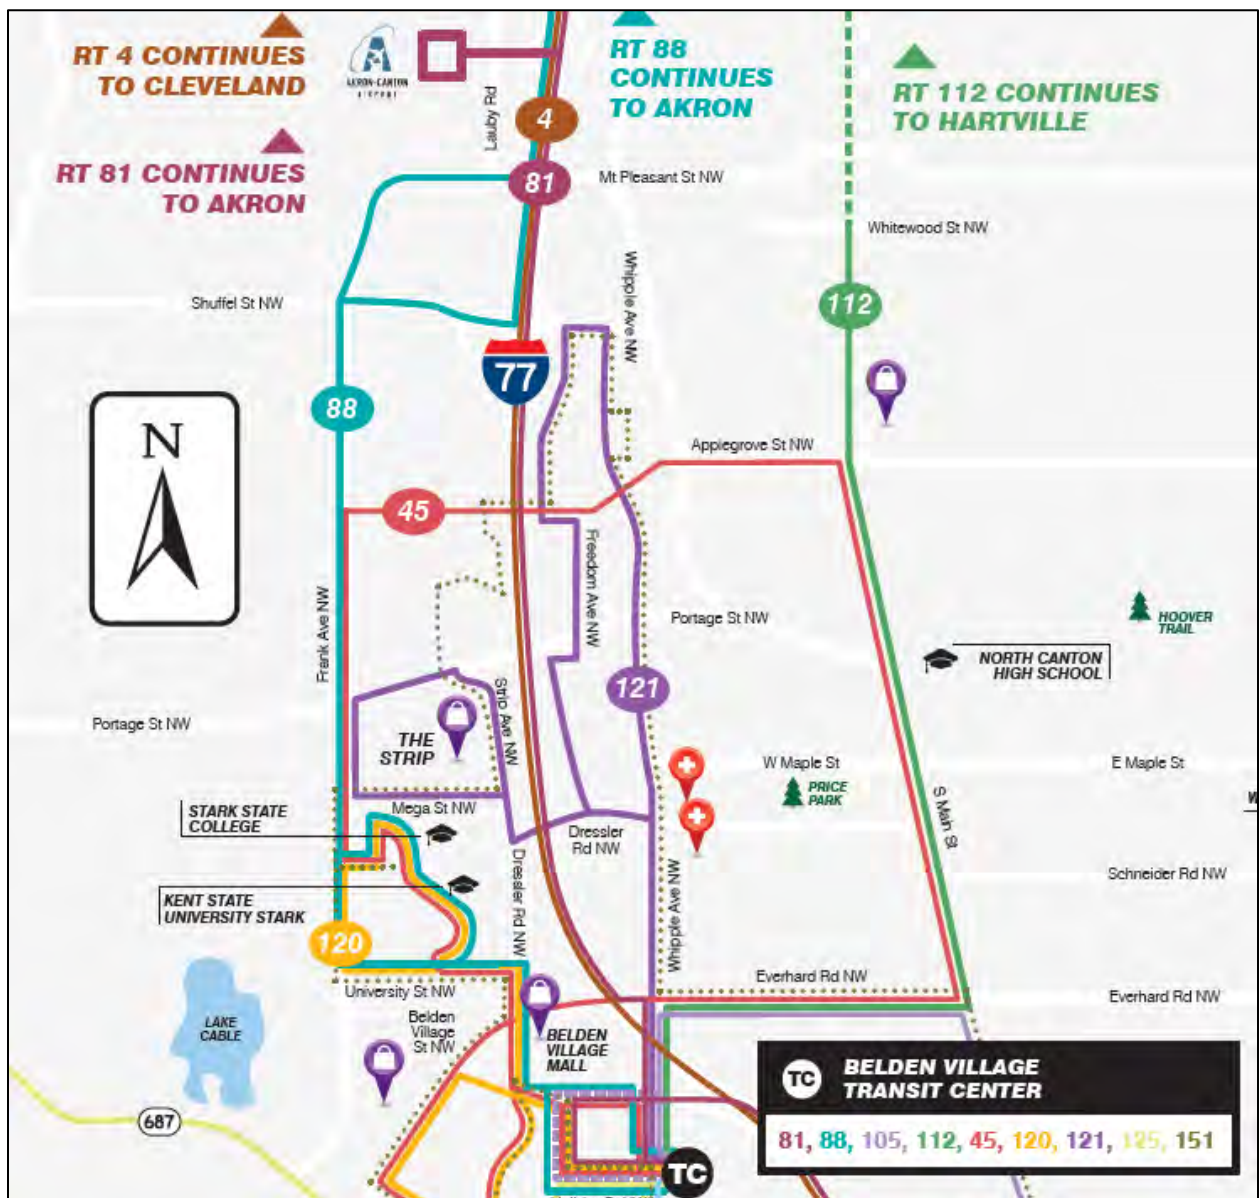 RT 4 CONTINUES
TO CLEVELAND
AKRON-CANTON
AIRPORT
RT 88
CONTINUES
TO AKRON
RT 112 CONTINUES
TO HARTVILLE
RT 81 CONTINUES
TO AKRON
Lauby Rd
4
81
Mt Pleasant St NW
Whitewood St NW
Whipple Ave NW
Shuffel St NW
112
77
88
N
Applegrove St NW
45
Freedom Ave NW
Frank Ave NW
Portage St NW
HOOVER
TRAIL
NORTH CANTON
HIGH SCHOOL
121
Strip Ave NW
Portage St NW
THE
STRIP
W Maple St
E Maple St
PRICE
PARK
S Main St
Mega St NW
STARK STATE
COLLEGE
Dressler
Rd NW
Dressler Rd NW
Schneider Rd NW
KENT STATE
UNIVERSITY STARK
120
Whipple Ave NW
Everhard Rd NW
Everhard Rd NW
University St NW
LAKE
CABLE
Belden
Village
St NW
BELDEN
VILLAGE
MALL
687
TC
TC BELDEN VILLAGE
TRANSIT CENTER
81, 88, 105, 112, 45, 120, 121, 125, 151